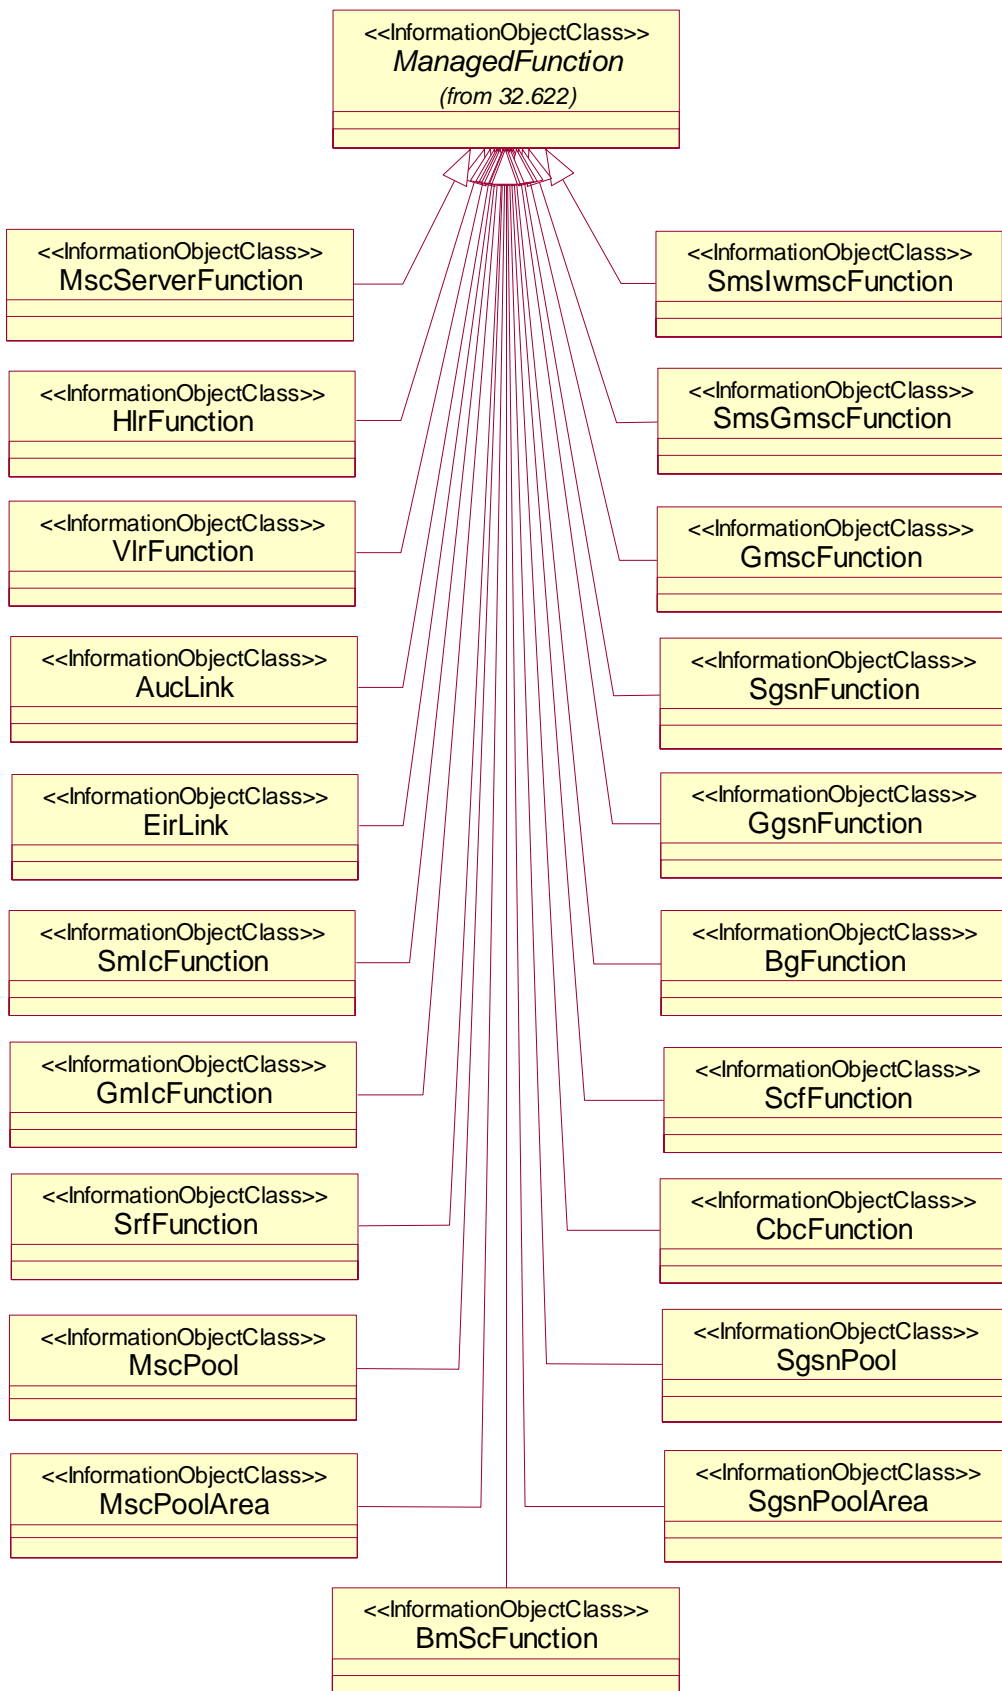 <<InformationObjectClass>>
ManagedFunction
(from 32.622)
<<InformationObjectClass>>
MscServerFunction
<<InformationObjectClass>>
SmsIwmscFunction
<<InformationObjectClass>>
HlrFunction
<<InformationObjectClass>>
SmsGmscFunction
<<InformationObjectClass>>
VlrFunction
<<InformationObjectClass>>
GmscFunction
<<InformationObjectClass>>
AucLink
<<InformationObjectClass>>
SgsnFunction
<<InformationObjectClass>>
EirLink
<<InformationObjectClass>>
GgsnFunction
<<InformationObjectClass>>
SmlcFunction
<<InformationObjectClass>>
BgFunction
<<InformationObjectClass>>
GmlcFunction
<<InformationObjectClass>>
ScfFunction
<<InformationObjectClass>>
SrfFunction
<<InformationObjectClass>>
CbcFunction
<<InformationObjectClass>>
MscPool
<<InformationObjectClass>>
SgsnPool
<<InformationObjectClass>>
MscPoolArea
<<InformationObjectClass>>
SgsnPoolArea
<<InformationObjectClass>>
BmScFunction